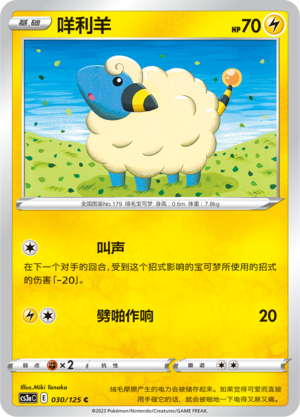 基础 咩利羊 HP70
全国图鉴No.179 绵毛宝可梦 身高：0.6m 体重：7.8kg
叫声
在下一个对手的回合，受到这个招式影响的宝可梦所使用的招式
的伤害「-20」。
劈啪作响 20
弱点 ×2 抗性 撤退
Illus.Miki Tanaka
CS3aC E 030/125 C
绒毛摩擦产生的电力会被储存起来。如果觉得可爱而直接
用手碰它的话，就会被啪地一下电得又麻又痛。
©2023 Pokémon/Nintendo/Creatures/GAME FREAK.